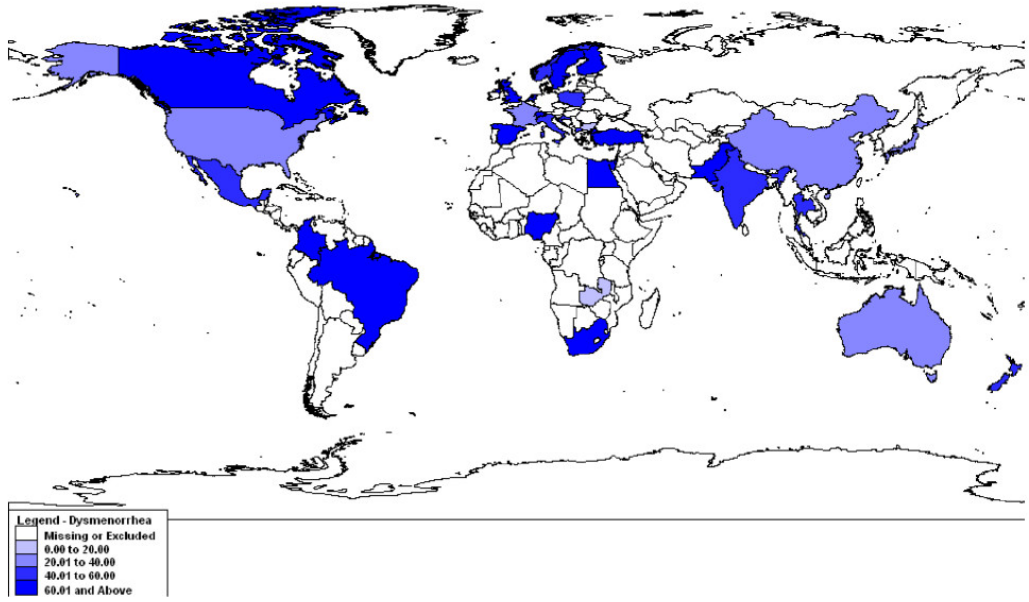 Legend - Dysmenorrhea
Missing or Excluded
0.00 to 20.00
20.01 to 40.00
40.01 to 60.00
60.01 and Above